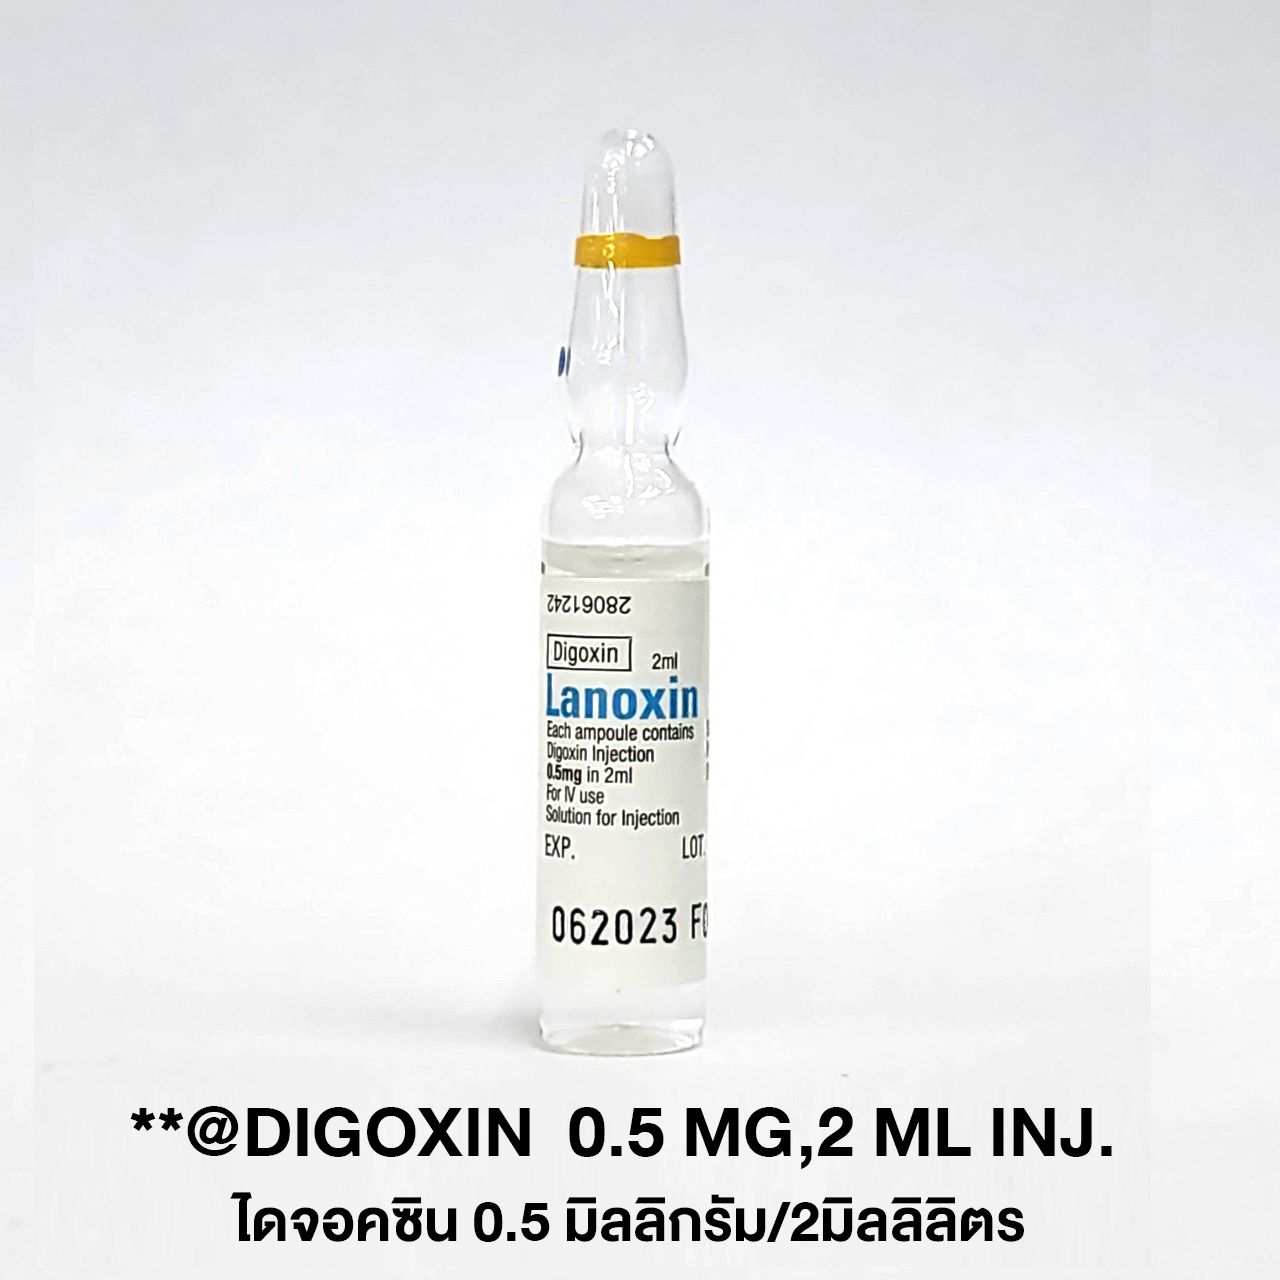 28061242
Digoxin 2ml
Lanoxin
Each ampoule contains
Digoxin Injection
0.5mg in 2ml
For IV use
Solution for Injection
EXP. LOT.
062023
**@DIGOXIN 0.5 MG,2 ML INJ.
ไดจอคซิน 0.5 มิลลิกรัม/2มิลลิลิตร